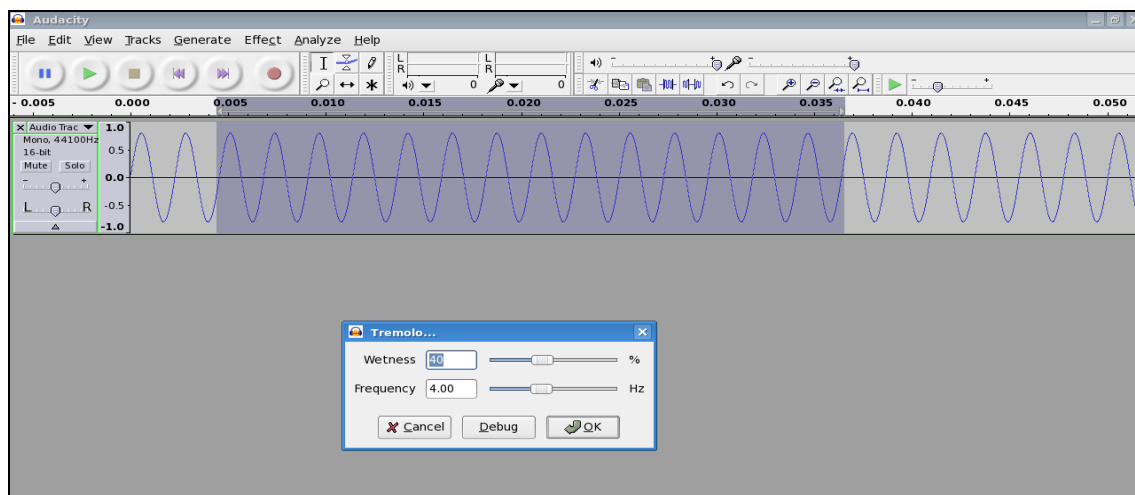 Audacity
File Edit View Tracks Generate Effect Analyze Help
L
R
L
R
0 0
- 0.005 0.000 0.005 0.010 0.015 0.020 0.025 0.030 0.035 0.040 0.045 0.050
Audio Trac
Mono, 44100Hz
16-bit
Mute Solo
- +
L R
1.0
0.5
0.0
-0.5
-1.0
Tremolo...
Wetness 40 %
Frequency 4.00 Hz
Cancel Debug OK